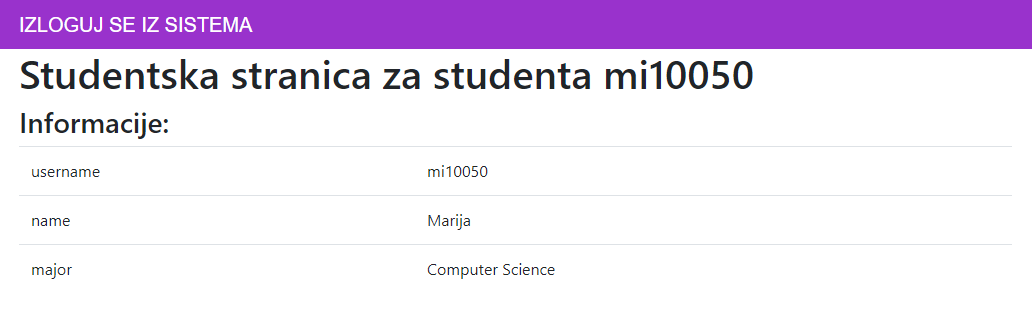 IZLOGUJ SE IZ SISTEMA
Studentska stranica za studenta mi10050
Informacije:
username mi10050
name Marija
major Computer Science